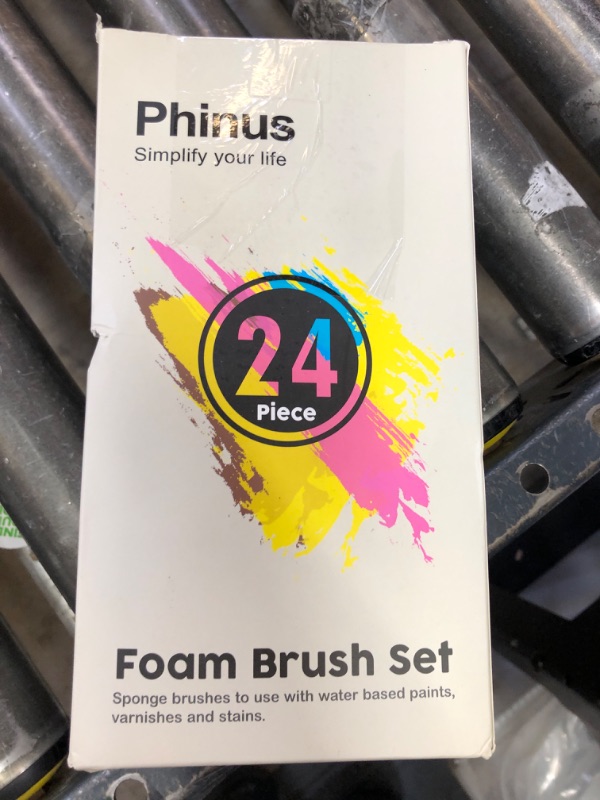 Phinus
Simplify your life
24
Piece
Foam Brush Set
Sponge brushes to use with water based paints,
varnishes and stains.